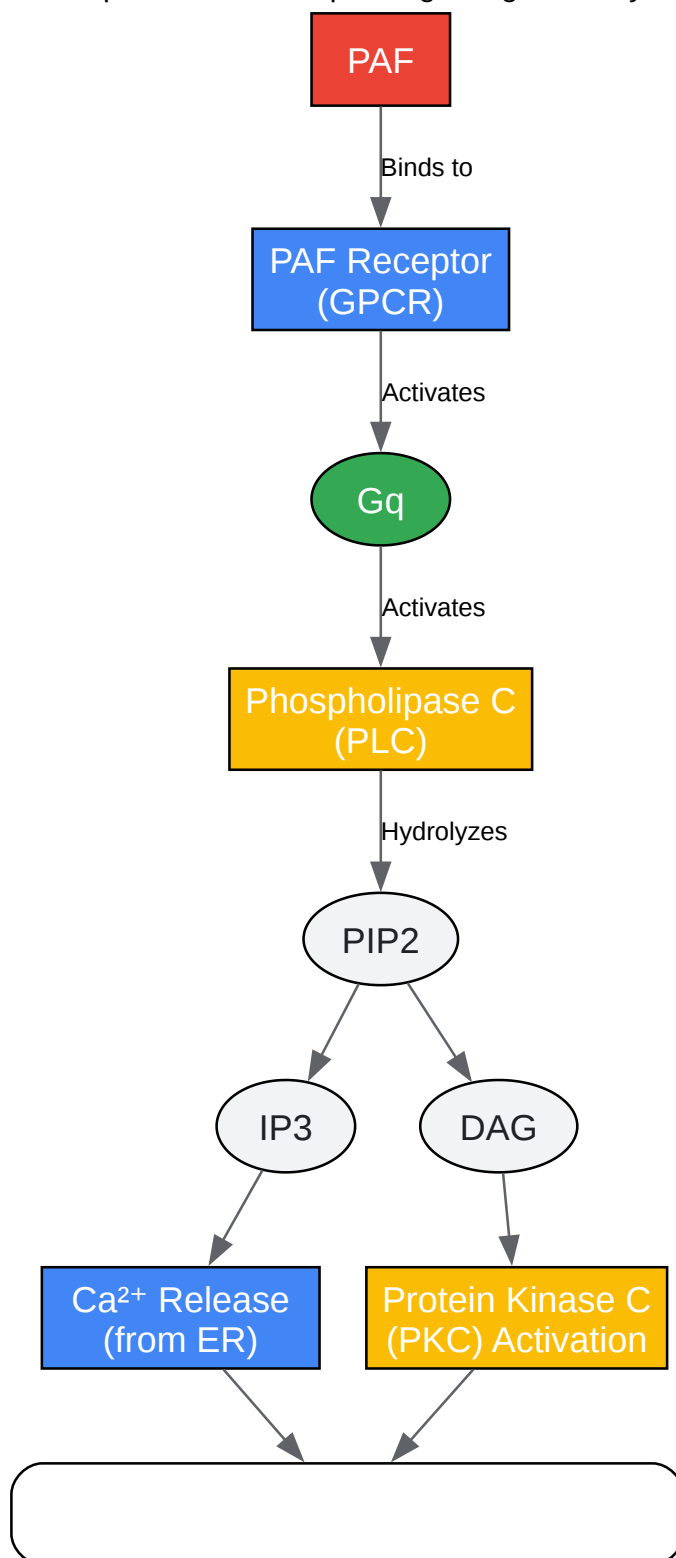 PAF
Binds to
PAF Receptor
(GPCR)
Activates
Gq
Activates
Phospholipase C
(PLC)
Hydrolyzes
PIP2
IP3
DAG
Ca²⁺ Release
(from ER)
Protein Kinase C
(PKC) Activation